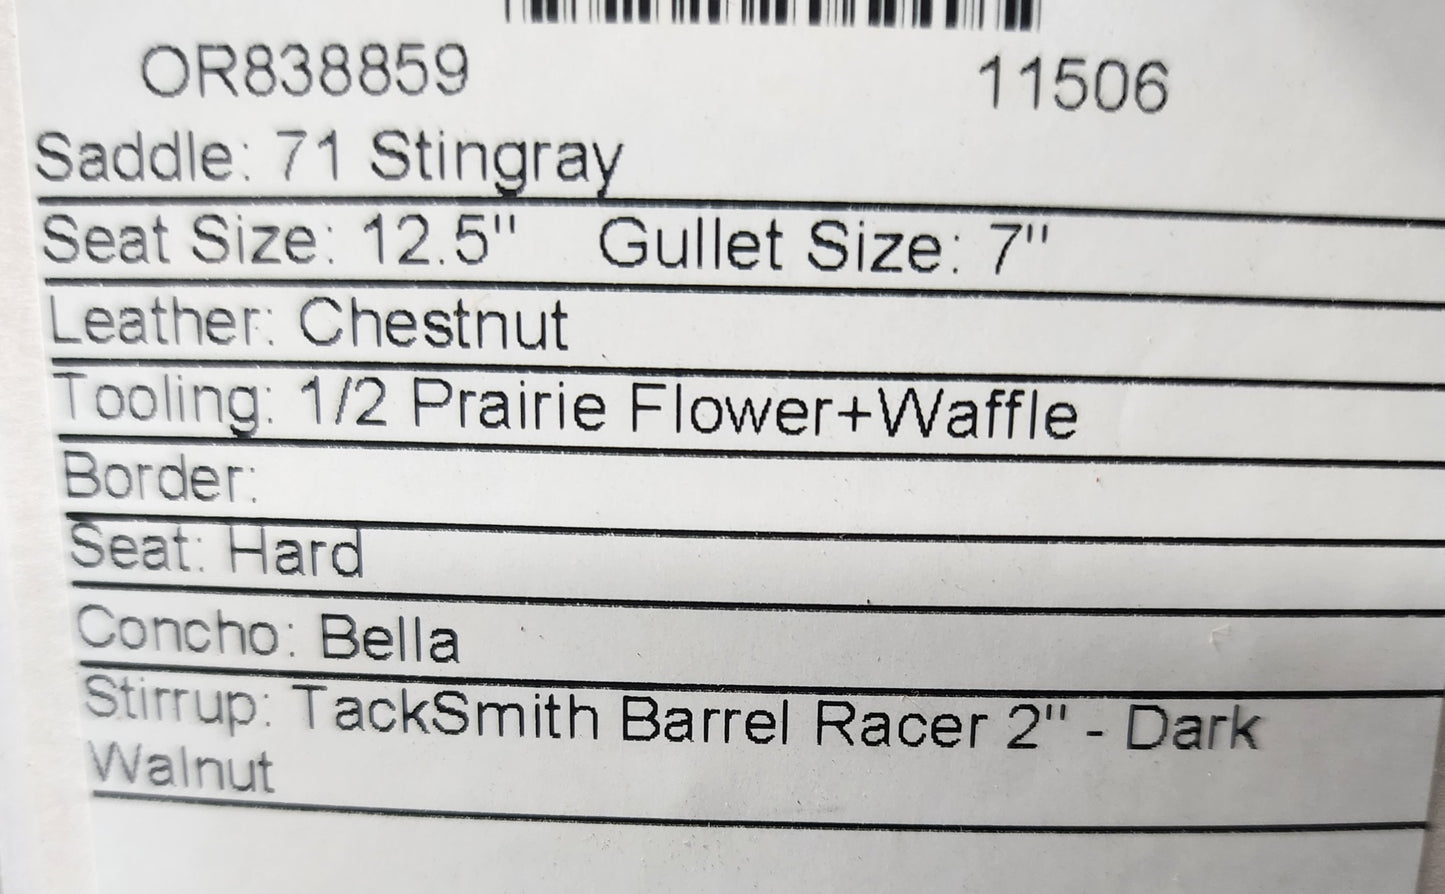 OR838859 11506
Saddle: 71 Stingray
Seat Size: 12.5" Gullet Size: 7"
Leather: Chestnut
Tooling: 1/2 Prairie Flower+Waffle
Border:
Seat: Hard
Concho: Bella
Stirrup: TackSmith Barrel Racer 2" - Dark
Walnut